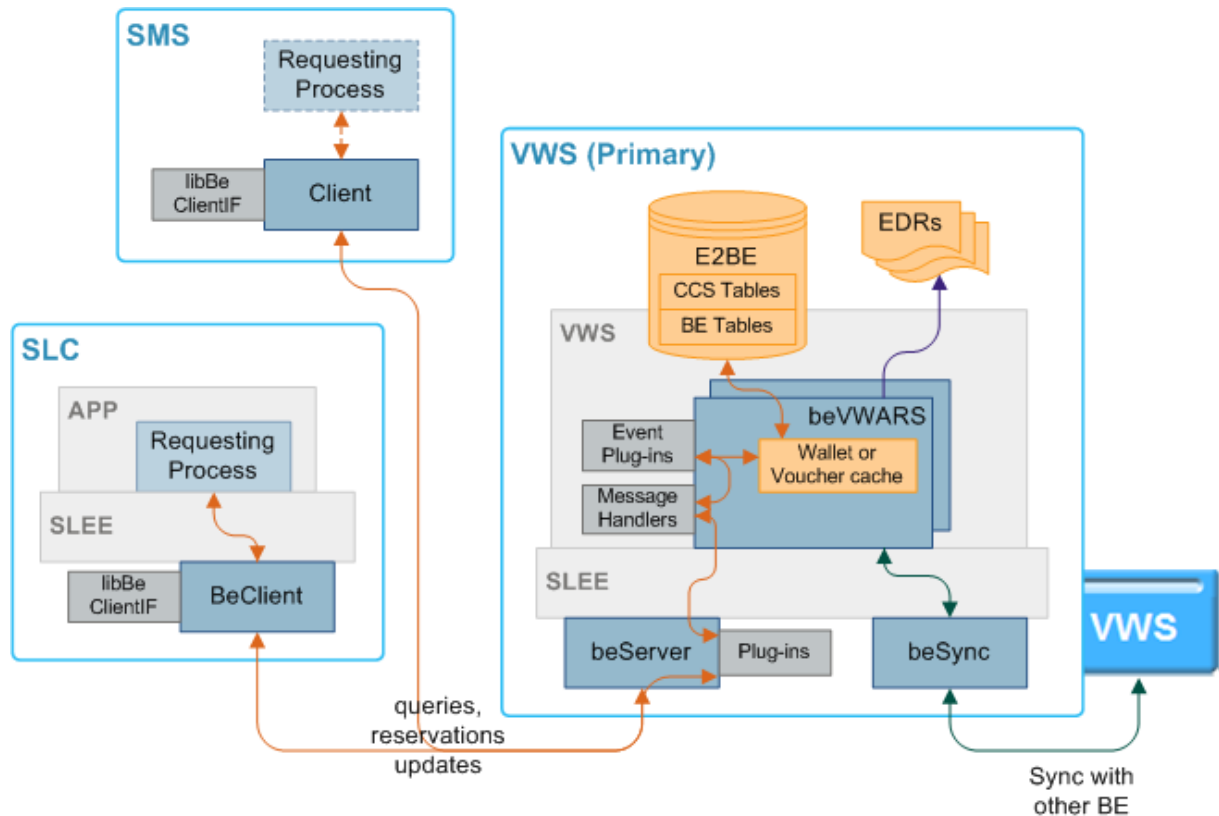 SMS
Requesting
Process
libBe
ClientIF
Client
SLC
APP
Requesting
Process
SLEE
libBe
ClientIF
BeClient
queries,
reservations
updates
VWS (Primary)
E2BE
CCS Tables
BE Tables
EDRs
VWS
beVWARS
Event
Plug-ins
Wallet or
Voucher cache
Message
Handlers
SLEE
beServer
Plug-ins
beSync
VWS
Sync with
other BE